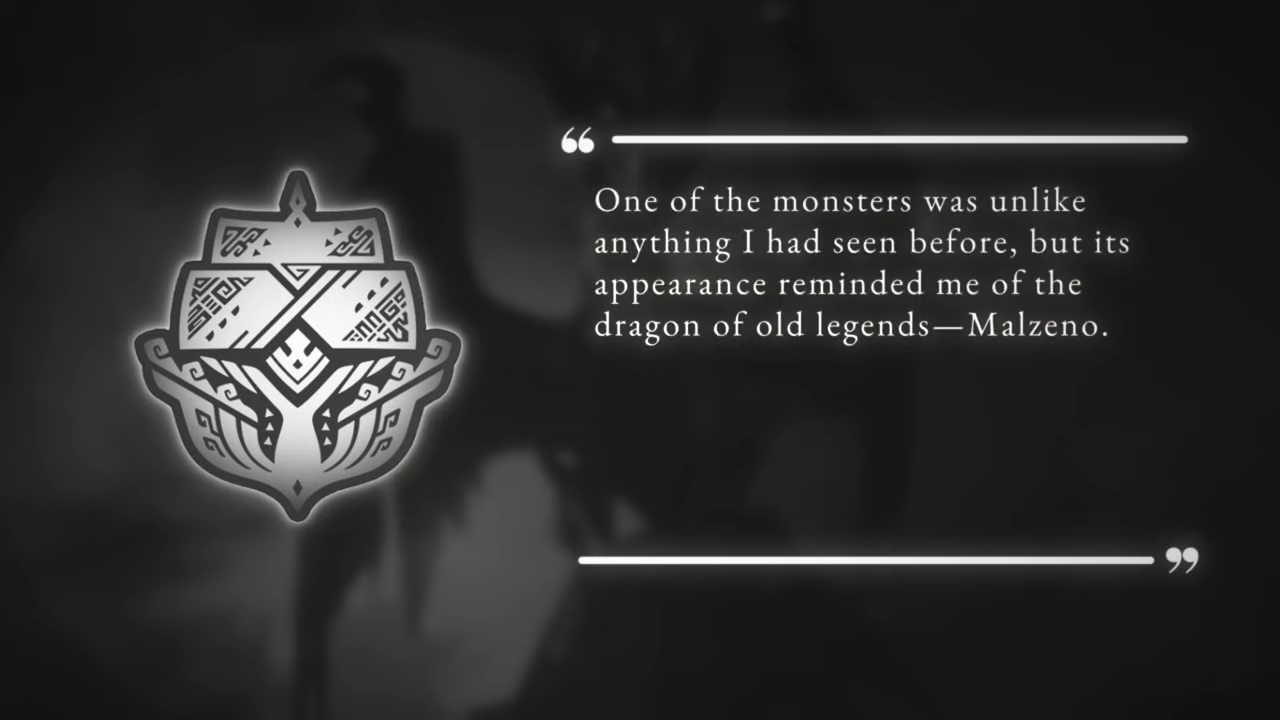 “
One of the monsters was unlike
anything I had seen before, but its
appearance reminded me of the
dragon of old legends—Malzeno.
”